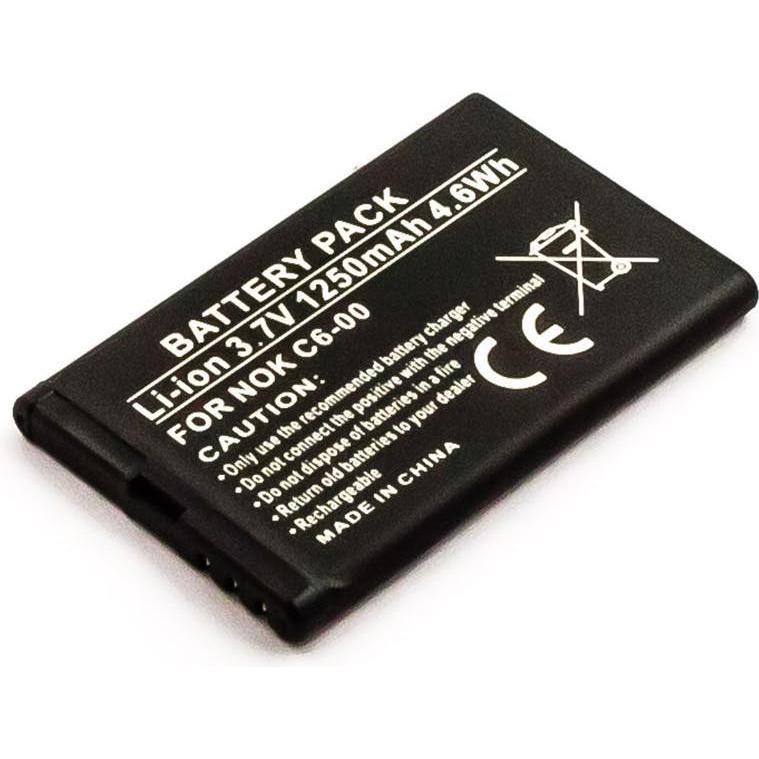 BATTERY PACK
Li-ion 3.7V 1250mAh 4.6Wh
FOR NOK C6-00
CAUTION:
•Only use the recommended battery charger
•Do not connect the positive with the negative terminal
•Do not dispose of batteries in a fire
•Return old batteries to your dealer
•Rechargeable
MADE IN CHINA
CE